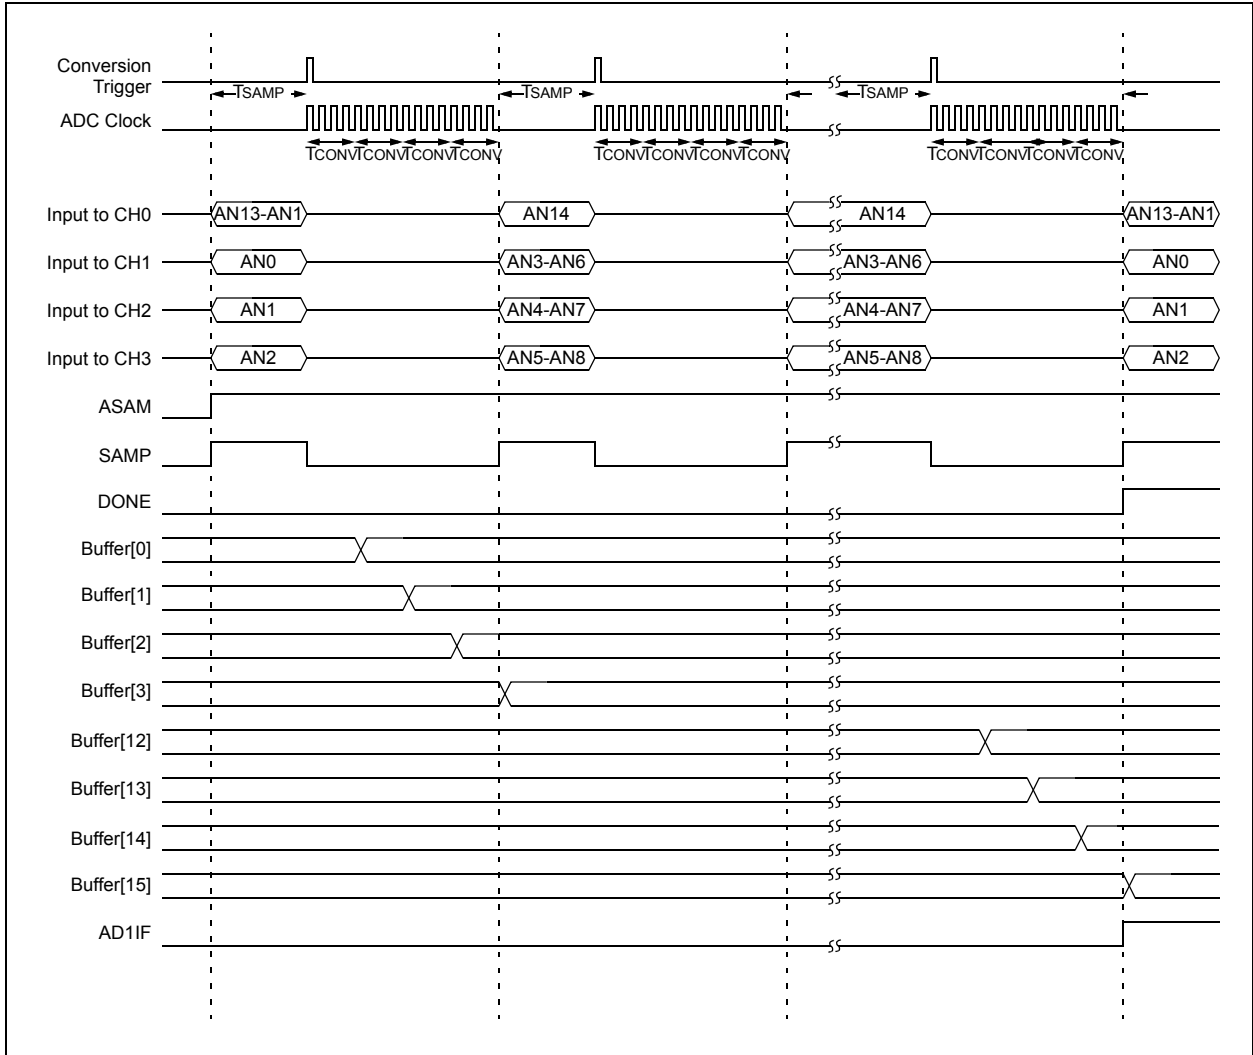 Conversion
Trigger
TSAMP TSAMP TSAMP
ADC Clock
TCONV TCONV TCONV TCONV TCONV TCONV TCONV TCONV TCONV TCONV TCONV TCONV
Input to CH0 AN13-AN1 AN14 AN14 AN13-AN1
Input to CH1 AN0 AN3-AN6 AN3-AN6 AN0
Input to CH2 AN1 AN4-AN7 AN4-AN7 AN1
Input to CH3 AN2 AN5-AN8 AN5-AN8 AN2
ASAM
SAMP
DONE
Buffer[0]
Buffer[1]
Buffer[2]
Buffer[3]
Buffer[12]
Buffer[13]
Buffer[14]
Buffer[15]
AD1IF